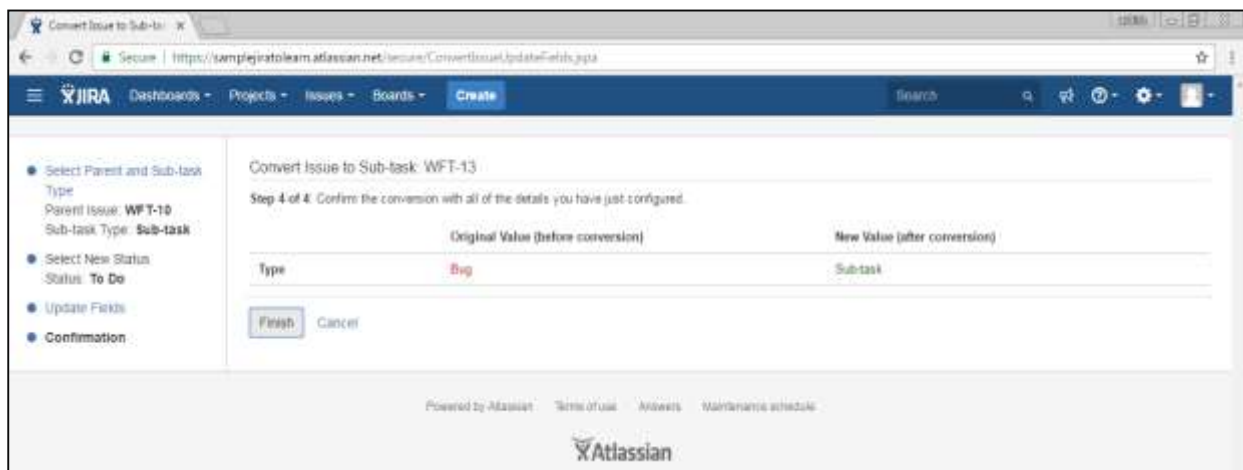 Convert Issue to Sub-ta
Secure | https://samplejiratolearn.atlassian.net/secure/ConvertIssueUpdateFields.jspa
JIRA Dashboards Projects Issues Boards Create Search
Select Parent and Sub-task
Type
Parent Issue: WFT-10
Sub-task Type: Sub-task
Select New Status
Status: To Do
Update Fields
Confirmation
Convert Issue to Sub-task: WFT-13
Step 4 of 4: Confirm the conversion with all of the details you have just configured.
Original Value (before conversion) New Value (after conversion)
Type Bug Sub-task
Finish Cancel
Powered by Atlassian Terms of use Answers Maintenance schedule
Atlassian